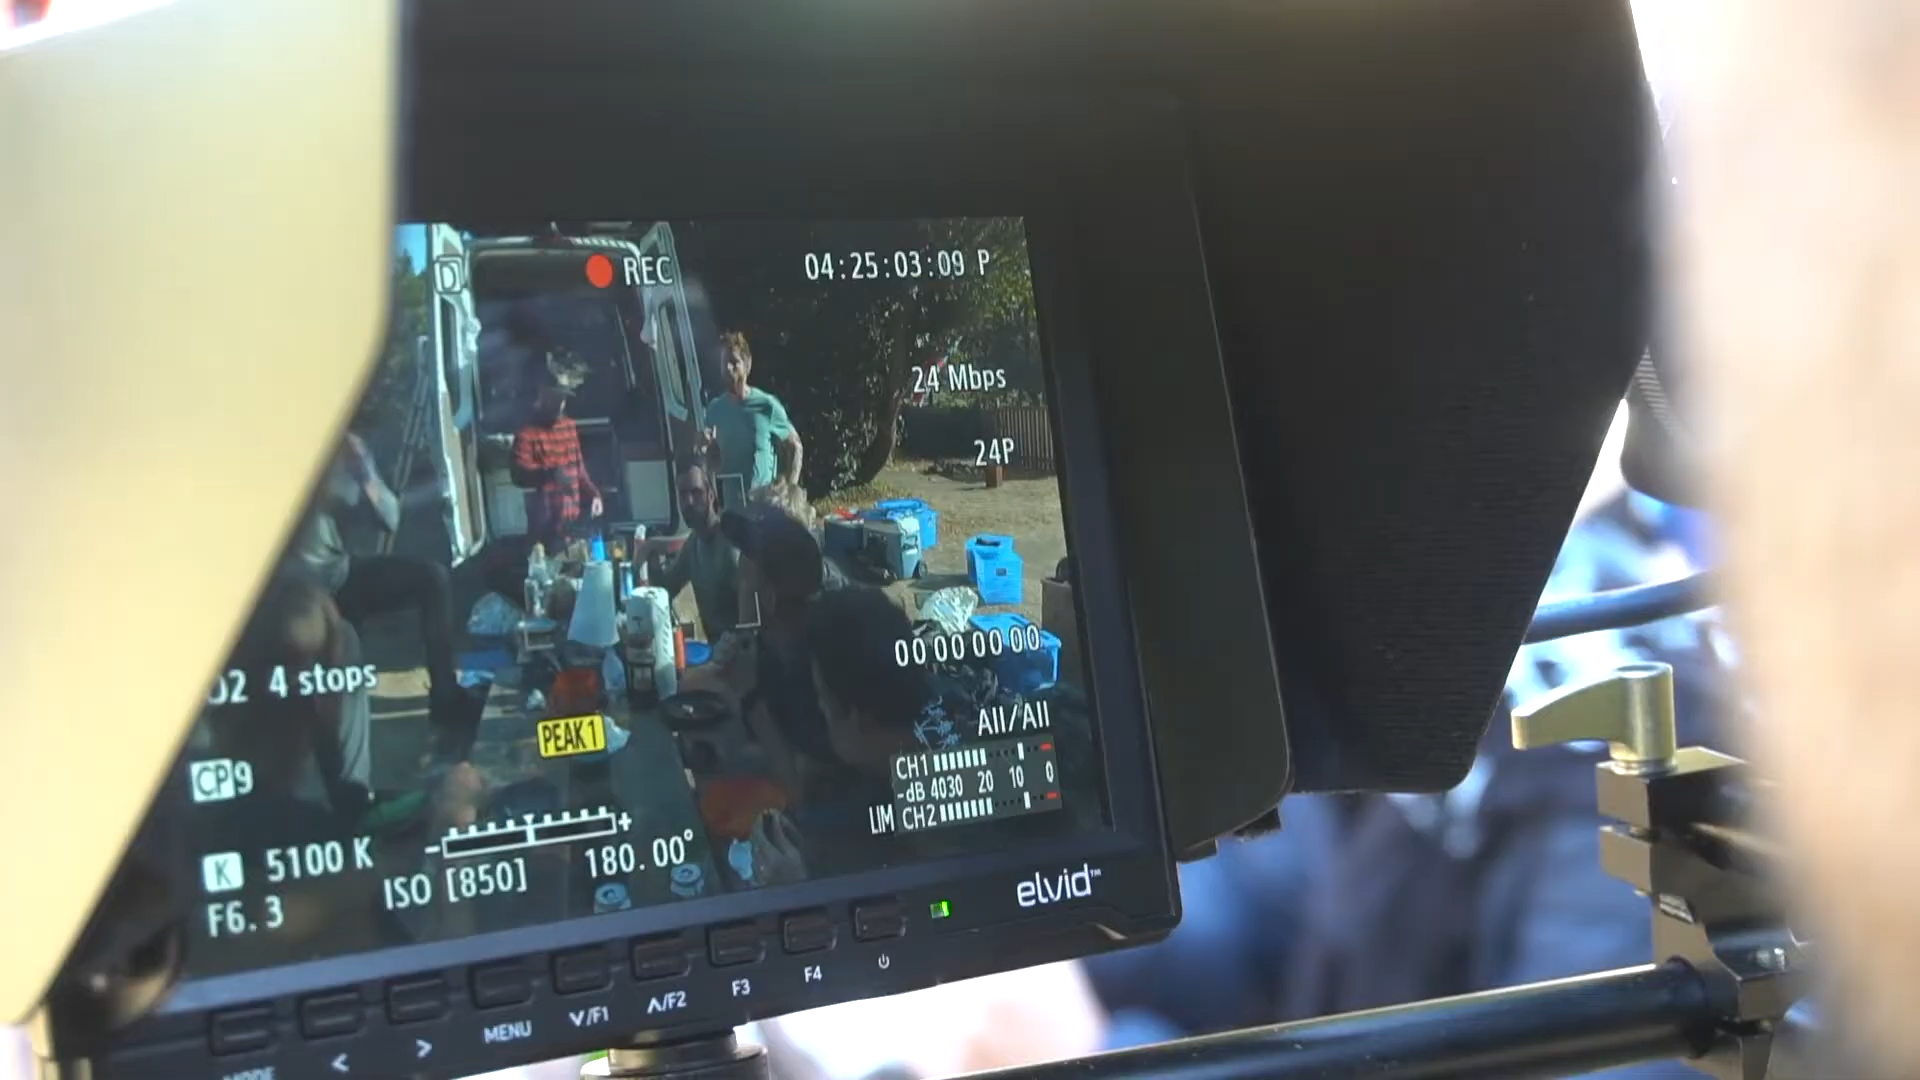 D REC 04:25:03:09 P
24 Mbps
24P
00 00 00 00
4 stops
All/All
PEAK1
CP9
CH1
-dB 40 30 20 10 0
LIM CH2
- +
K 5100 K
180.00°
ISO [850]
F6.3
elvid™
< > MENU V/F1 Λ/F2 F3 F4